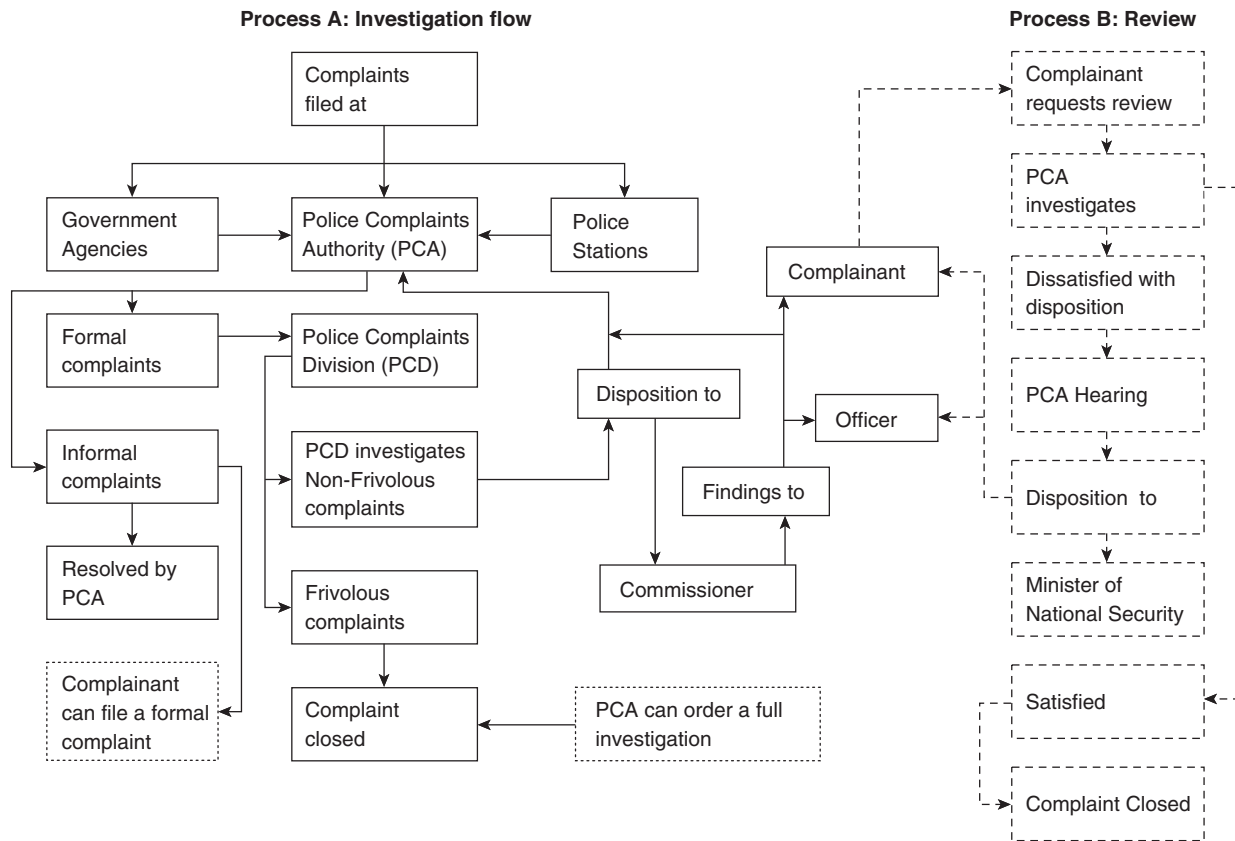 Process A: Investigation flow
Complaints
filed at
Government
Agencies
Police Complaints
Authority (PCA)
Police
Stations
Formal
complaints
Police Complaints
Division (PCD)
Informal
complaints
PCD investigates
Non-Frivolous
complaints
Resolved by
PCA
Frivolous
complaints
Complainant
can file a formal
complaint
Complaint
closed
PCA can order a full
investigation
Disposition to
Commissioner
Findings to
Officer
Complainant
Process B: Review
Complainant
requests review
PCA
investigates
Dissatisfied with
disposition
PCA Hearing
Disposition to
Minister of
National Security
Satisfied
Complaint Closed